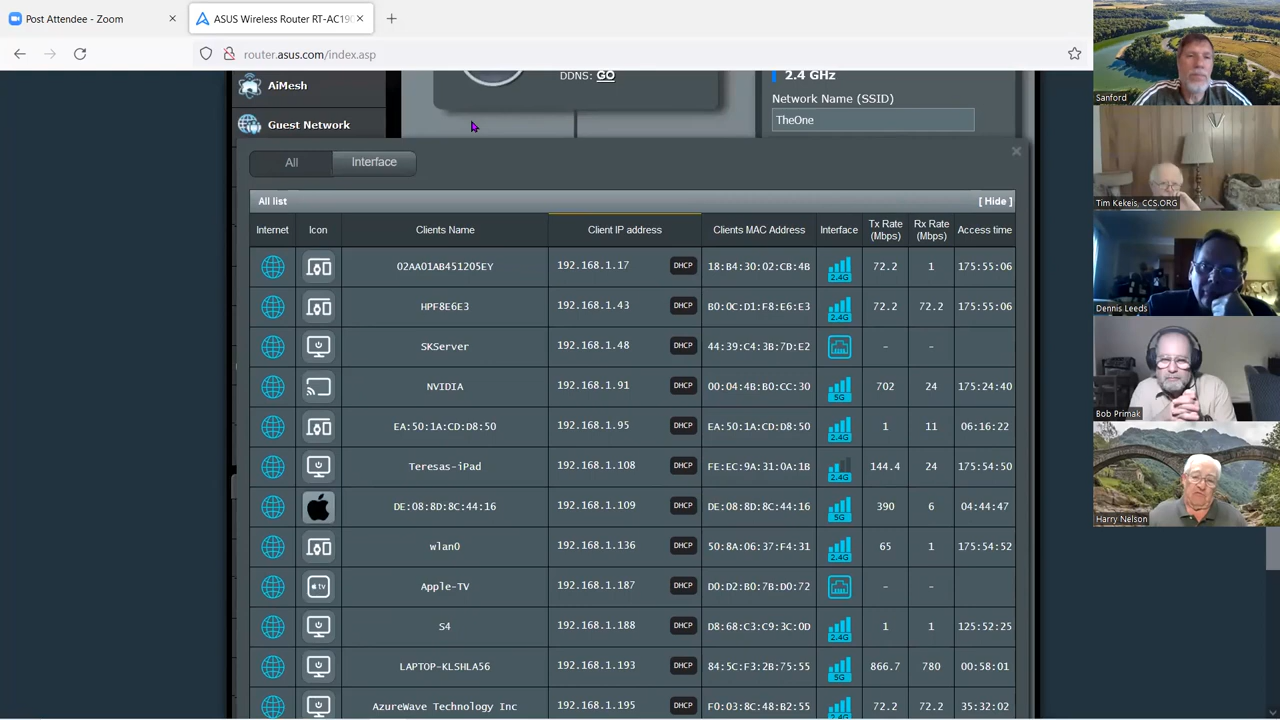 Post Attendee - Zoom
ASUS Wireless Router RT-AC190
router.asus.com/index.asp
AiMesh
Guest Network
DDNS: GO
2.4 GHz
Network Name (SSID)
TheOne
All Interface
All list [ Hide ]
Internet Icon Clients Name Client IP address Clients MAC Address Interface Tx Rate (Mbps) Rx Rate (Mbps) Access time
02AA01AB451205EY 192.168.1.17 DHCP 18:B4:30:02:CB:4B 2.4G 72.2 1 175:55:06
HPF8E6E3 192.168.1.43 DHCP B0:0C:D1:F8:E6:E3 2.4G 72.2 72.2 175:55:06
SKServer 192.168.1.48 DHCP 44:39:C4:3B:7D:E2 - -
NVIDIA 192.168.1.91 DHCP 00:04:4B:B0:CC:30 5G 702 24 175:24:40
EA:50:1A:CD:D8:50 192.168.1.95 DHCP EA:50:1A:CD:D8:50 2.4G 1 11 06:16:22
Teresas-iPad 192.168.1.108 DHCP FE:EC:9A:31:0A:1B 2.4G 144.4 24 175:54:50
DE:08:8D:8C:44:16 192.168.1.109 DHCP DE:08:8D:8C:44:16 5G 390 6 04:44:47
wlan0 192.168.1.136 DHCP 50:8A:06:37:F4:31 2.4G 65 1 175:54:52
tv Apple-TV 192.168.1.187 DHCP D0:D2:B0:7B:D0:72 - -
S4 192.168.1.188 DHCP D8:68:C3:C9:3C:0D 2.4G 1 1 125:52:25
LAPTOP-KLSHLA56 192.168.1.193 DHCP 84:5C:F3:2B:75:55 5G 866.7 780 00:58:01
AzureWave Technology Inc 192.168.1.195 DHCP F0:03:8C:48:B2:55 72.2 72.2 35:32:02
Sanford
Tim Kekeis, CCS.ORG
Dennis Leeds
Bob Primak
Harry Nelson